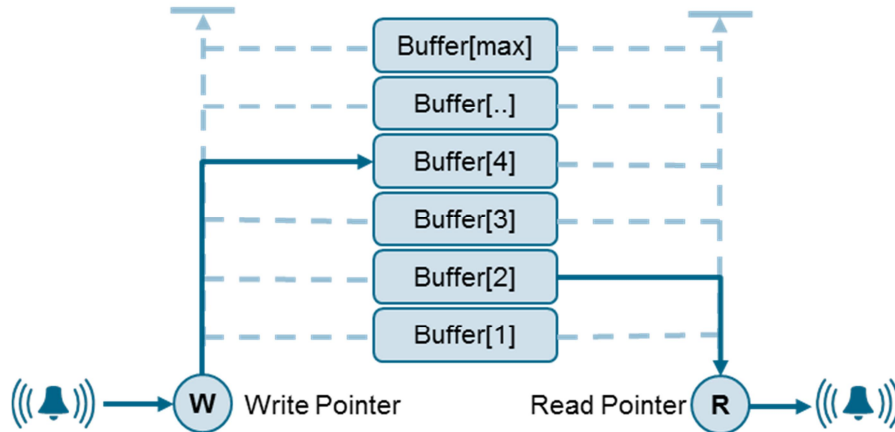 Buffer[max]
Buffer[..]
Buffer[4]
Buffer[3]
Buffer[2]
Buffer[1]
W Write Pointer Read Pointer R